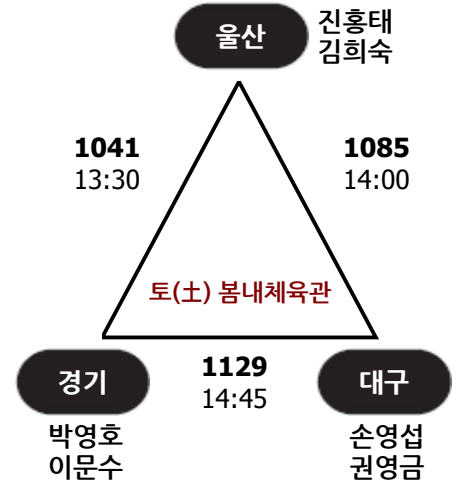 울산
진홍태
김희숙
1041
13:30
1085
14:00
토(土) 봄내체육관
경기
1129
14:45
대구
박영호
이문수
손영섭
권영금